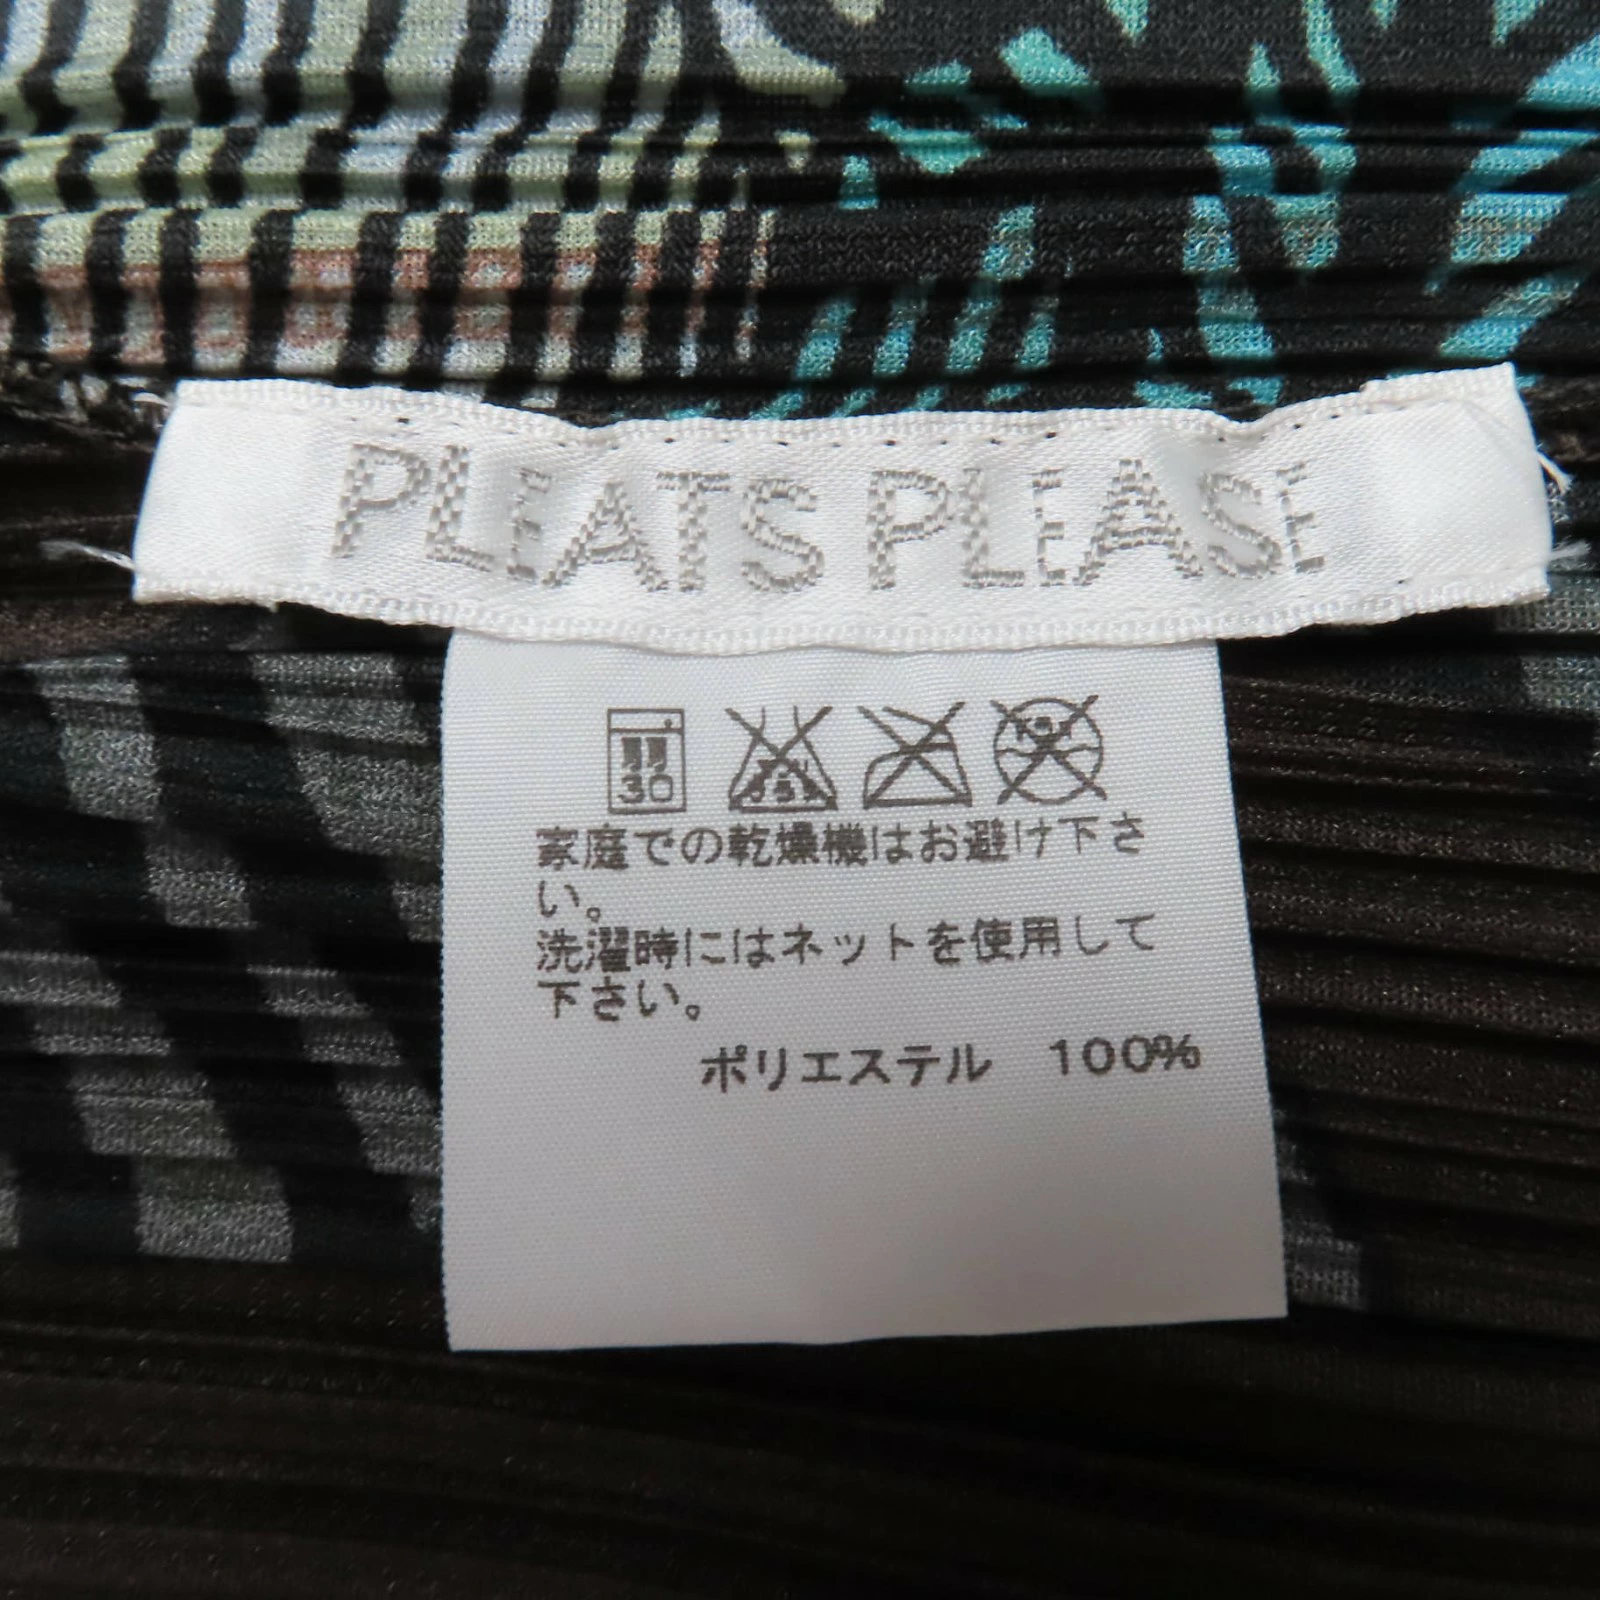 PLEATS PLEASE
弱
30
家庭での乾燥機はお避け下さ
い。
洗濯時にはネットを使用して
下さい。
ポリエステル 100%